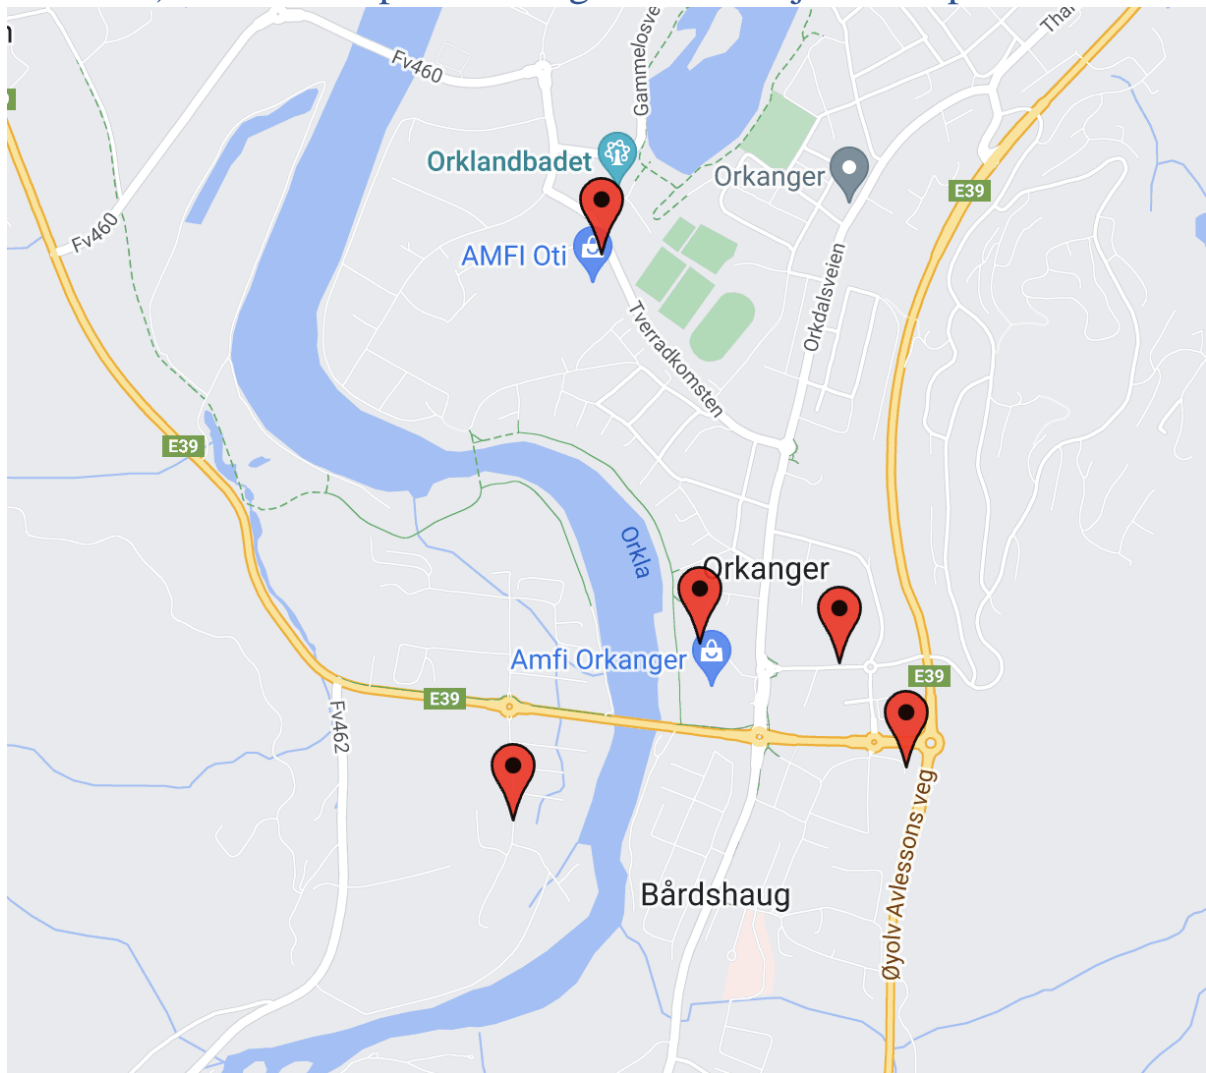 Tha
Fv460
Gammelosve
Orklandbadet
Orkanger
E39
Fv460
AMFI Oti
Orkdalsveien
Tverradkomsten
E39
Orkla
Orkanger
Amfi Orkanger
E39
E39
Fv462
Øyolv Avlessons veg
Bårdshaug